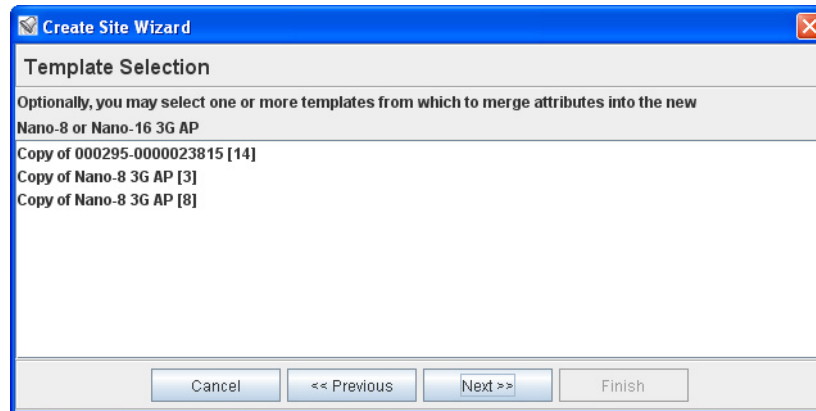 Create Site Wizard
Template Selection
Optionally, you may select one or more templates from which to merge attributes into the new
Nano-8 or Nano-16 3G AP
Copy of 000295-0000023815 [14]
Copy of Nano-8 3G AP [3]
Copy of Nano-8 3G AP [8]
Cancel << Previous Next >> Finish